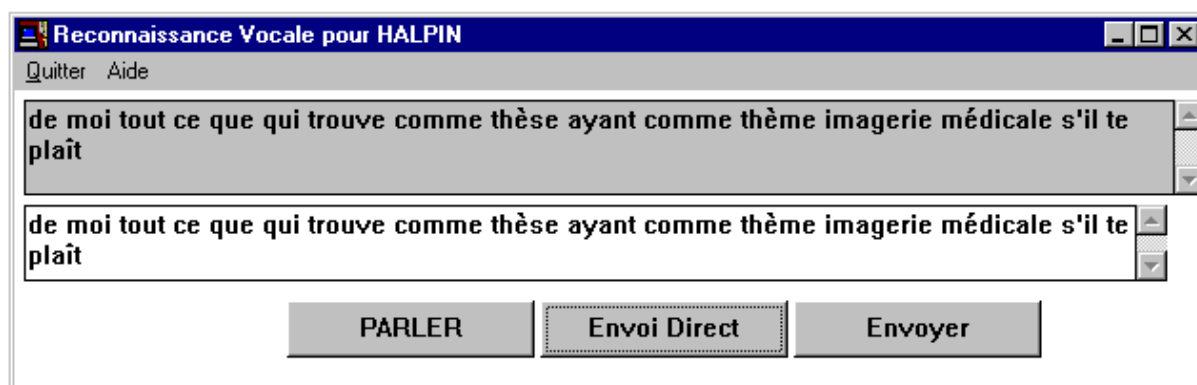 Reconnaissance Vocale pour HALPIN
Quitter Aide
de moi tout ce que qui trouve comme thèse ayant comme thème imagerie médicale s'il te
plaît
de moi tout ce que qui trouve comme thèse ayant comme thème imagerie médicale s'il te
plaît
PARLER Envoi Direct Envoyer